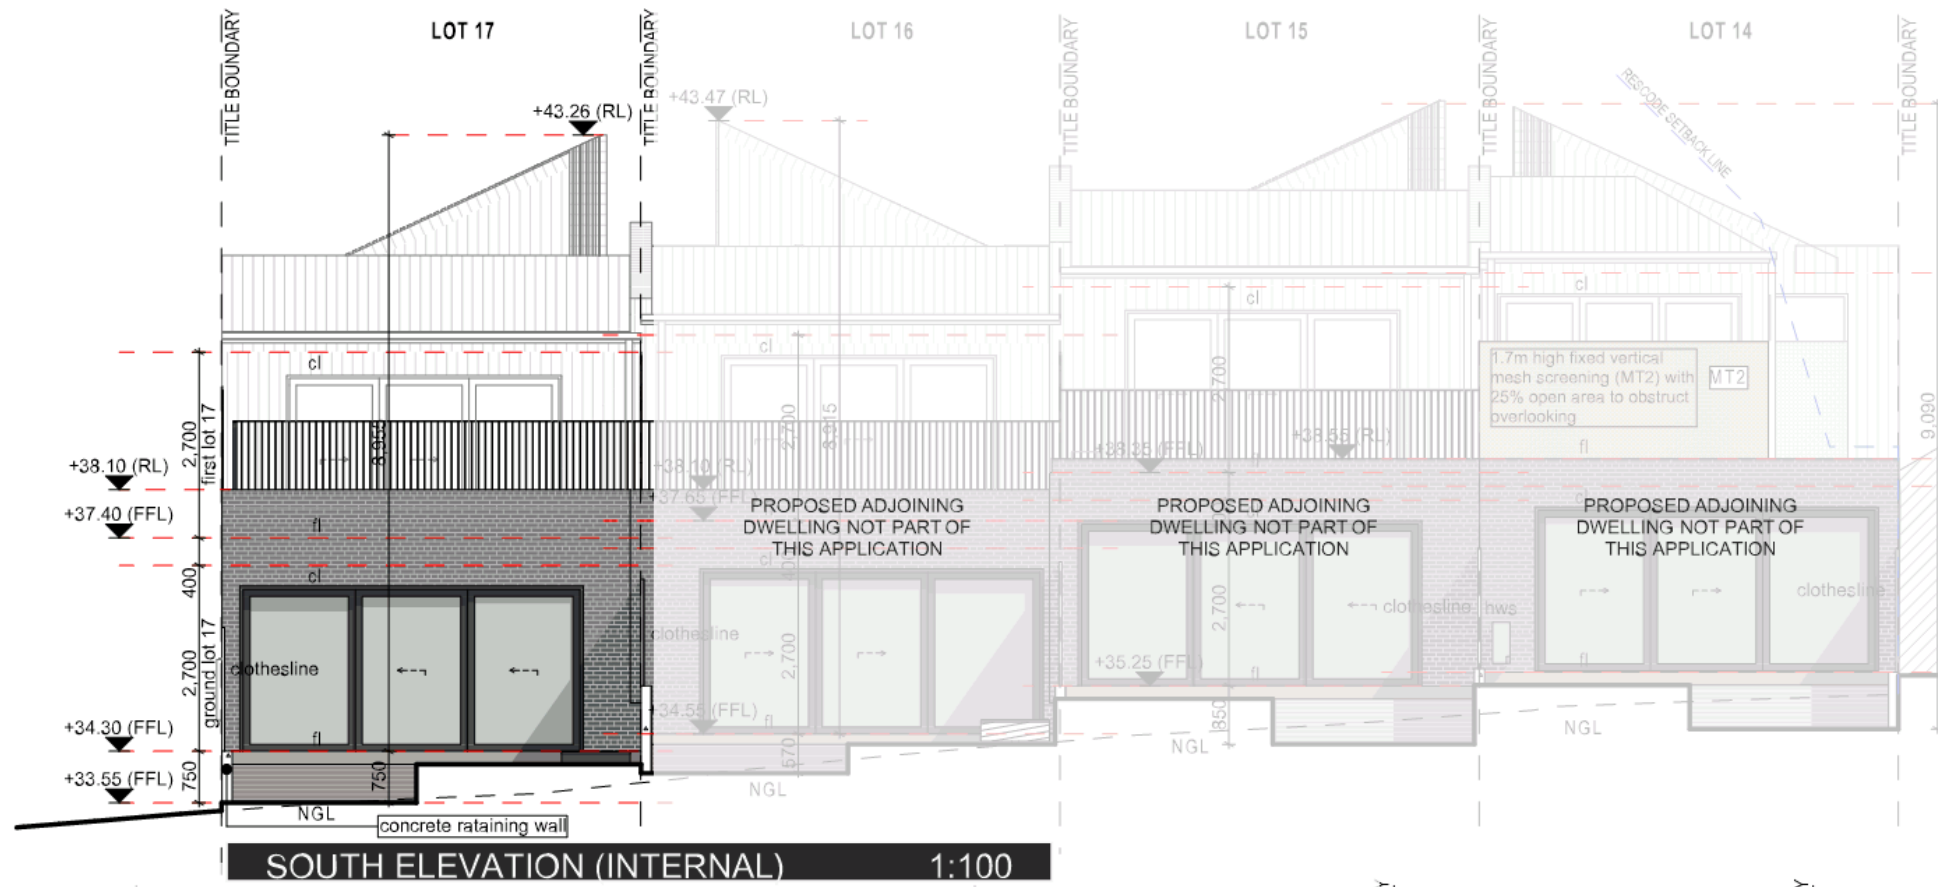 LOT 17
LOT 16
LOT 15
LOT 14
TITLE BOUNDARY
TITLE BOUNDARY
TITLE BOUNDARY
TITLE BOUNDARY
TITLE BOUNDARY
RESCODE SETBACK LINE
+43.26 (RL)
+43.47 (RL)
cl
cl
cl
cl
1.7m high fixed vertical
mesh screening (MT2) with
25% open area to obstruct
overlooking
MT2
2,700
first lot 17
8,955
2,700
8,915
2,700
9,090
+38.10 (RL)
+38.10 (RL)
+38.35 (FFL)
+38.55 (RL)
fl
+37.40 (FFL)
+37.65 (FFL)
fl
PROPOSED ADJOINING
DWELLING NOT PART OF
THIS APPLICATION
PROPOSED ADJOINING
DWELLING NOT PART OF
THIS APPLICATION
PROPOSED ADJOINING
DWELLING NOT PART OF
THIS APPLICATION
400
cl
cl
2,700
ground lot 17
clothesline
clothesline
2,700
2,700
clothesline
hws
clothesline
+35.25 (FFL)
fl
fl
+34.30 (FFL)
fl
+34.55 (FFL)
fl
850
NGL
NGL
+33.55 (FFL)
750
750
570
NGL
NGL
concrete rataining wall
SOUTH ELEVATION (INTERNAL)
1:100